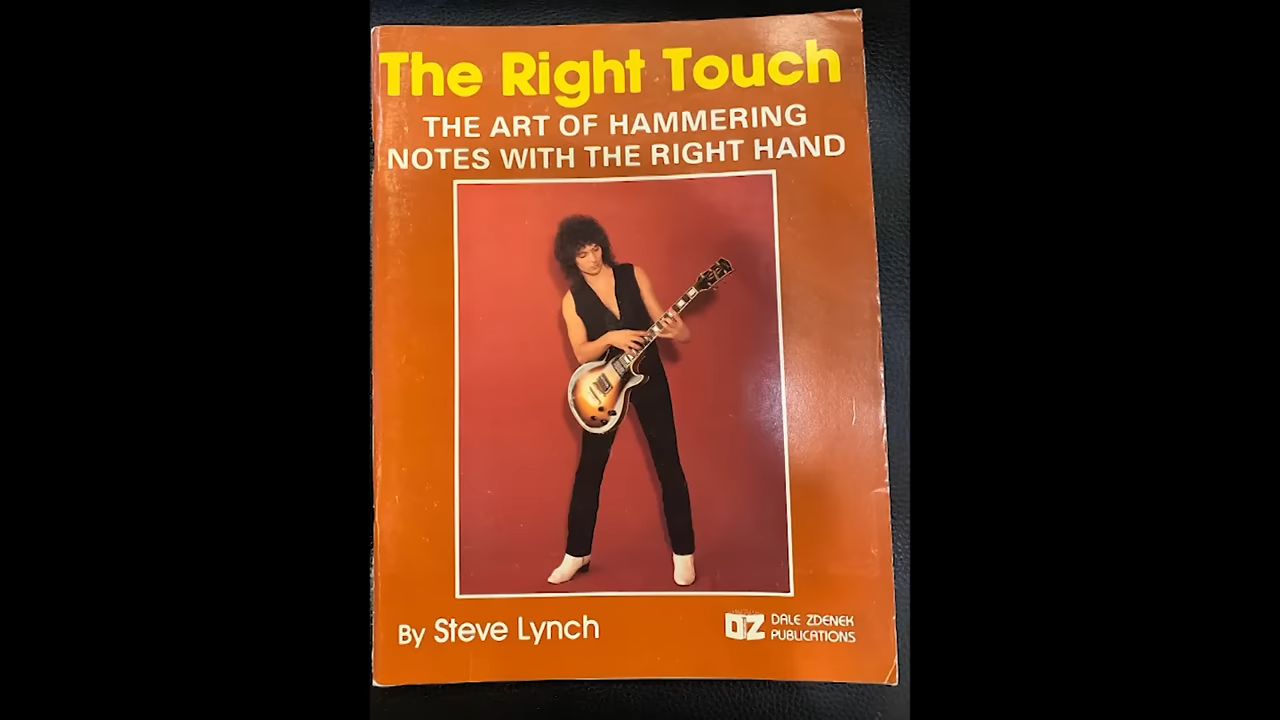 The Right Touch
THE ART OF HAMMERING
NOTES WITH THE RIGHT HAND
By Steve Lynch
DZ DALE ZDENEK
PUBLICATIONS